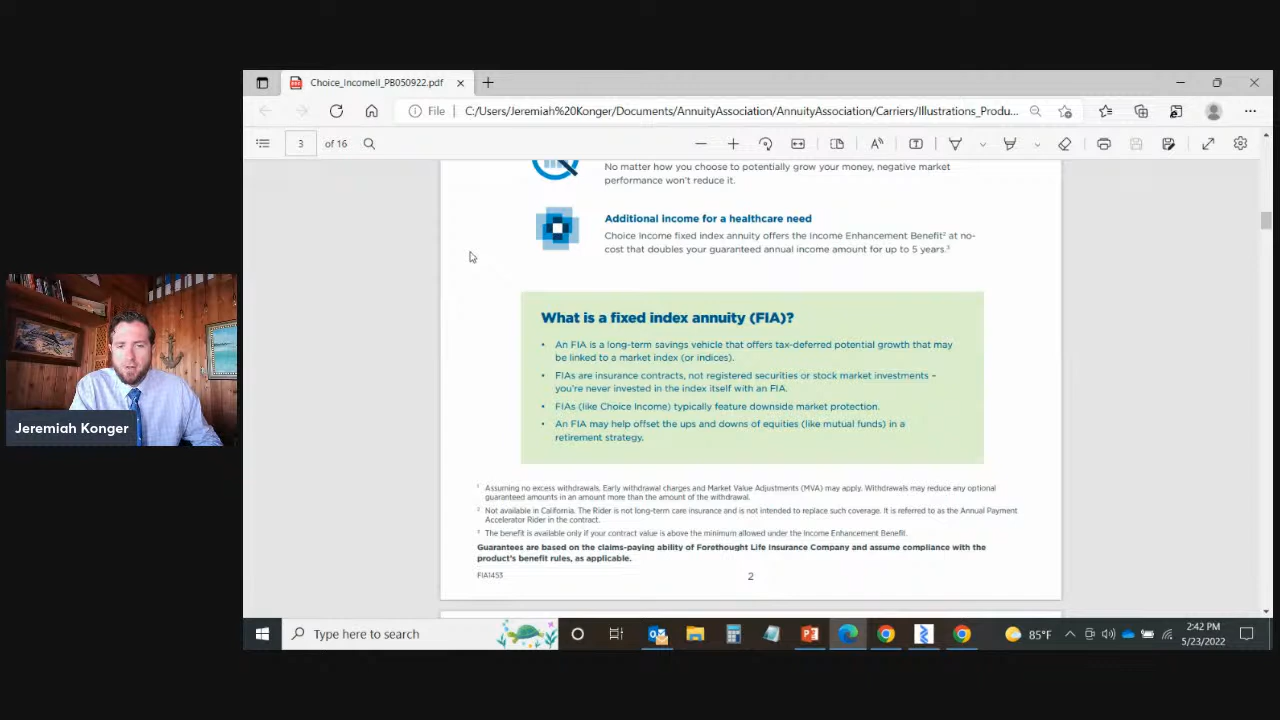 Choice_IncomeII_PB050922.pdf
File
C:/Users/Jeremiah%20Konger/Documents/AnnuityAssociation/AnnuityAssociation/Carriers/Illustrations_Produ...
3 of 16
No matter how you choose to potentially grow your money, negative market
performance won't reduce it.
Additional income for a healthcare need
Choice Income fixed index annuity offers the Income Enhancement Benefit² at no-
cost that doubles your guaranteed annual income amount for up to 5 years.³
What is a fixed index annuity (FIA)?
• An FIA is a long-term savings vehicle that offers tax-deferred potential growth that may
be linked to a market index (or indices).
• FIAs are insurance contracts, not registered securities or stock market investments –
you're never invested in the index itself with an FIA.
• FIAs (like Choice Income) typically feature downside market protection.
• An FIA may help offset the ups and downs of equities (like mutual funds) in a
retirement strategy.
¹ Assuming no excess withdrawals. Early withdrawal charges and Market Value Adjustments (MVA) may apply. Withdrawals may reduce any optional
guaranteed amounts in an amount more than the amount of the withdrawal.
² Not available in California. The Rider is not long-term care insurance and is not intended to replace such coverage. It is referred to as the Annual Payment
Accelerator Rider in the contract.
³ The benefit is available only if your contract value is above the minimum allowed under the Income Enhancement Benefit.
Guarantees are based on the claims-paying ability of Forethought Life Insurance Company and assume compliance with the
product's benefit rules, as applicable.
FIA1453
2
Jeremiah Konger
Type here to search
85°F
2:42 PM
5/23/2022